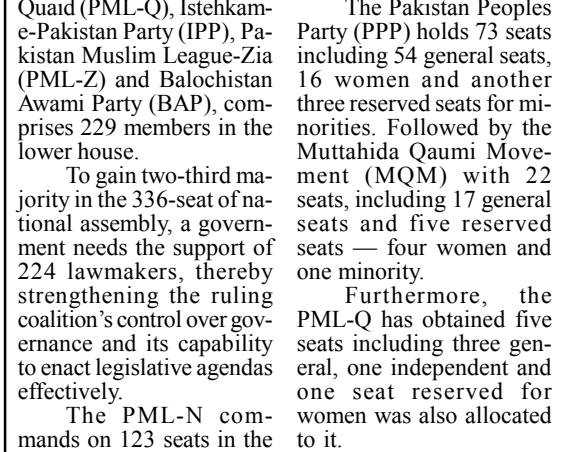 Quaid (PML-Q), Istehkam-
e-Pakistan Party (IPP), Pa-
kistan Muslim League-Zia
(PML-Z) and Balochistan
Awami Party (BAP), com-
prises 229 members in the
lower house.
To gain two-third ma-
jority in the 336-seat of na-
tional assembly, a govern-
ment needs the support of
224 lawmakers, thereby
strengthening the ruling
coalition's control over gov-
ernance and its capability
to enact legislative agendas
effectively.
The PML-N com-
mands on 123 seats in the
The Pakistan Peoples
Party (PPP) holds 73 seats
including 54 general seats,
16 women and another
three reserved seats for mi-
norities. Followed by the
Muttahida Qaumi Move-
ment (MQM) with 22
seats, including 17 general
seats and five reserved
seats — four women and
one minority.
Furthermore, the
PML-Q has obtained five
seats including three gen-
eral, one independent and
one seat reserved for
women was also allocated
to it.